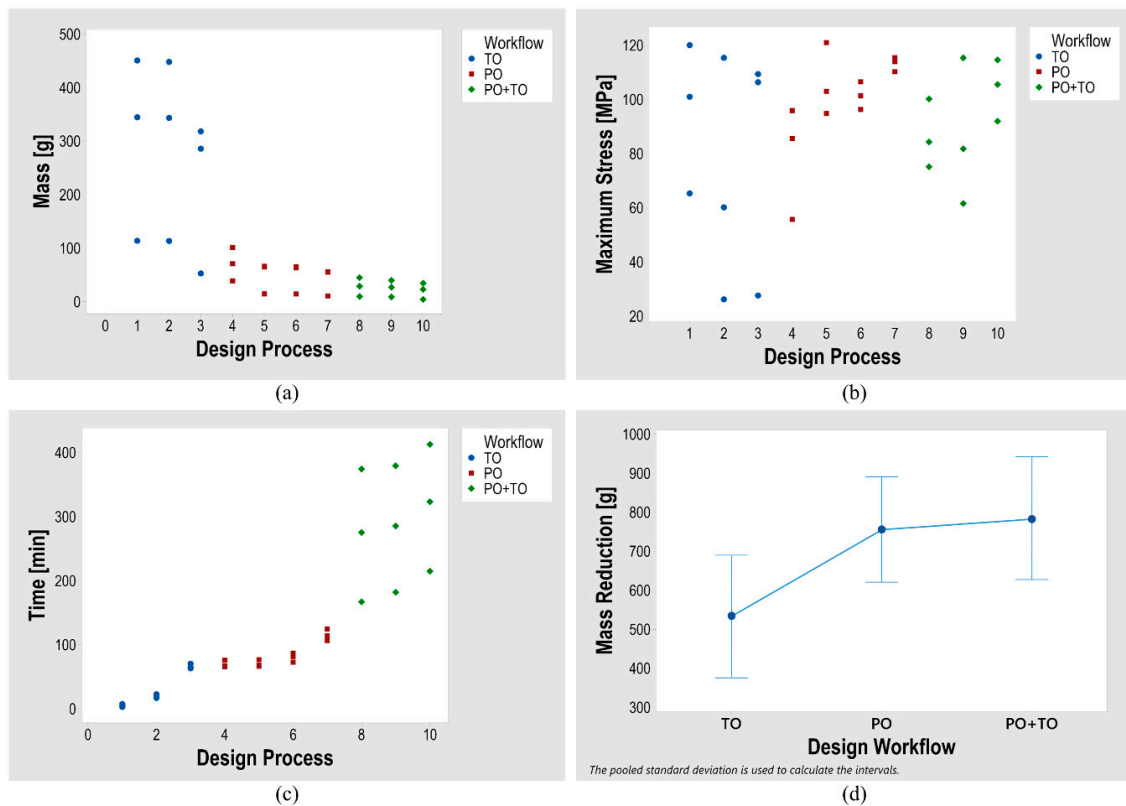 500
400
300
200
100
0
Mass [g]
0 1 2 3 4 5 6 7 8 9 10
Design Process
Workflow
TO
PO
PO+TO
(a)
120
100
80
60
40
20
Maximum Stress [MPa]
1 2 3 4 5 6 7 8 9 10
Design Process
Workflow
TO
PO
PO+TO
(b)
400
300
200
100
0
Time [min]
0 2 4 6 8 10
Design Process
Workflow
TO
PO
PO+TO
(c)
1000
900
800
700
600
500
400
300
Mass Reduction [g]
TO PO PO+TO
Design Workflow
The pooled standard deviation is used to calculate the intervals.
(d)